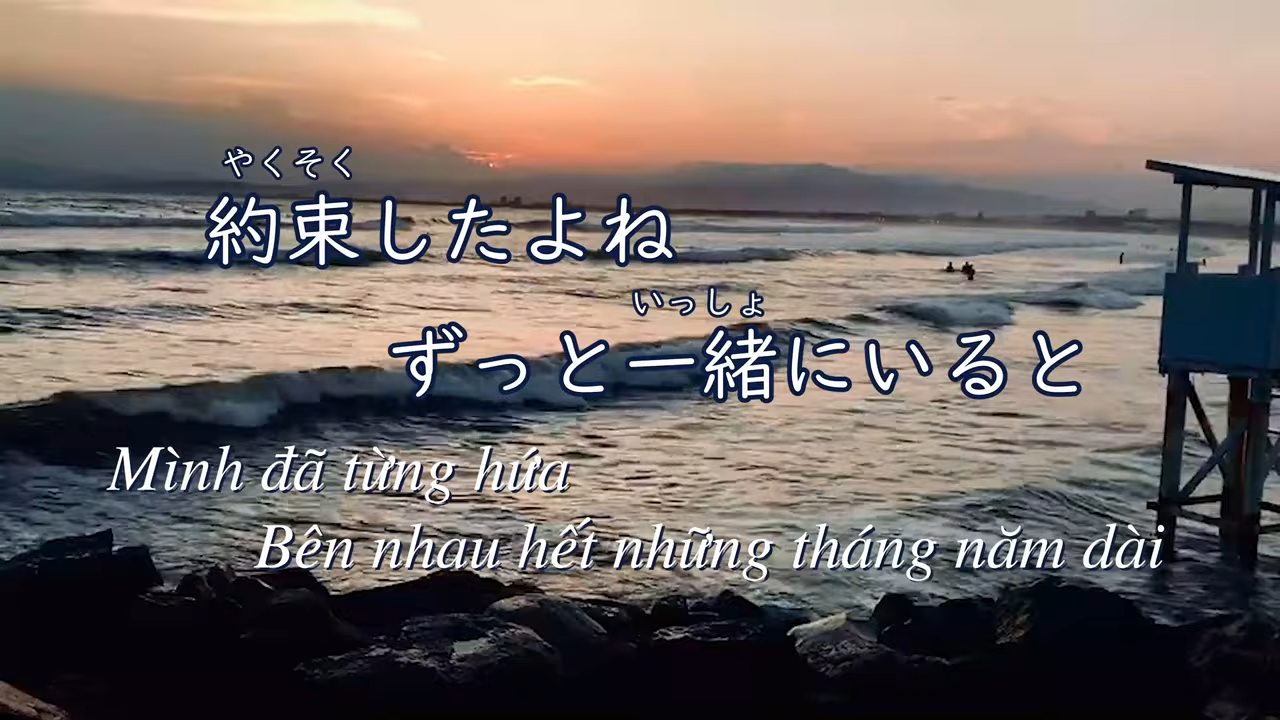 やくそく
約束したよね
いっしょ
ずっと一緒にいると
Mình đã từng hứa
Bên nhau hết những tháng năm dài